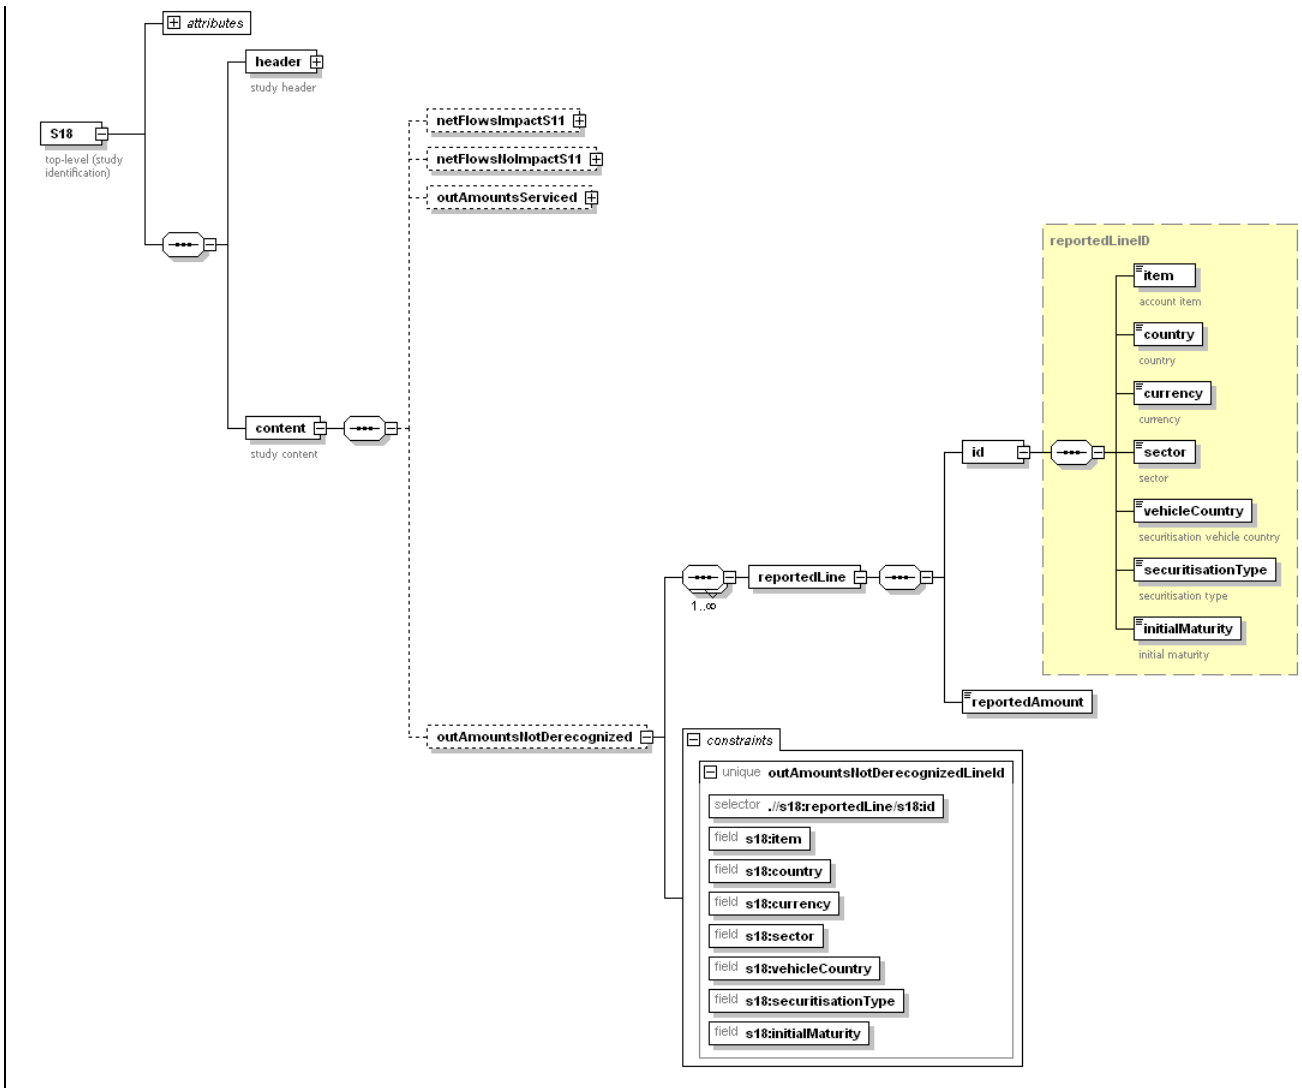 attributes
header
study header
S18
top-level (study
identification)
netFlowsImpactS11
netFlowsNoImpactS11
outAmountsServiced
content
study content
reportedLineID
item
account item
country
country
currency
currency
id
sector
sector
vehicleCountry
securitisation vehicle country
securitisationType
securitisation type
initialMaturity
initial maturity
reportedLine
1..∞
reportedAmount
outAmountsNotDerecognized
constraints
unique outAmountsNotDerecognizedLineId
selector .//s18:reportedLine/s18:id
field s18:item
field s18:country
field s18:currency
field s18:sector
field s18:vehicleCountry
field s18:securitisationType
field s18:initialMaturity